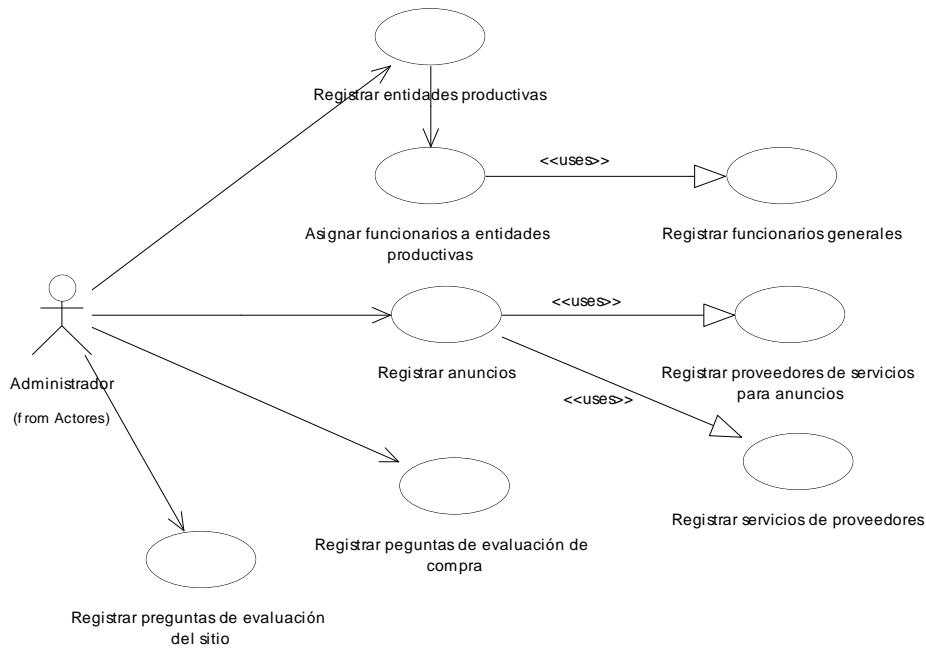 Registrar entidades productivas
<<uses>>
Asignar funcionarios a entidades
productivas
Registrar funcionarios generales
<<uses>>
Administrador
(from Actores)
Registrar anuncios
Registrar proveedores de servicios
para anuncios
<<uses>>
Registrar servicios de proveedores
Registrar peguntas de evaluación de
compra
Registrar preguntas de evaluación
del sitio